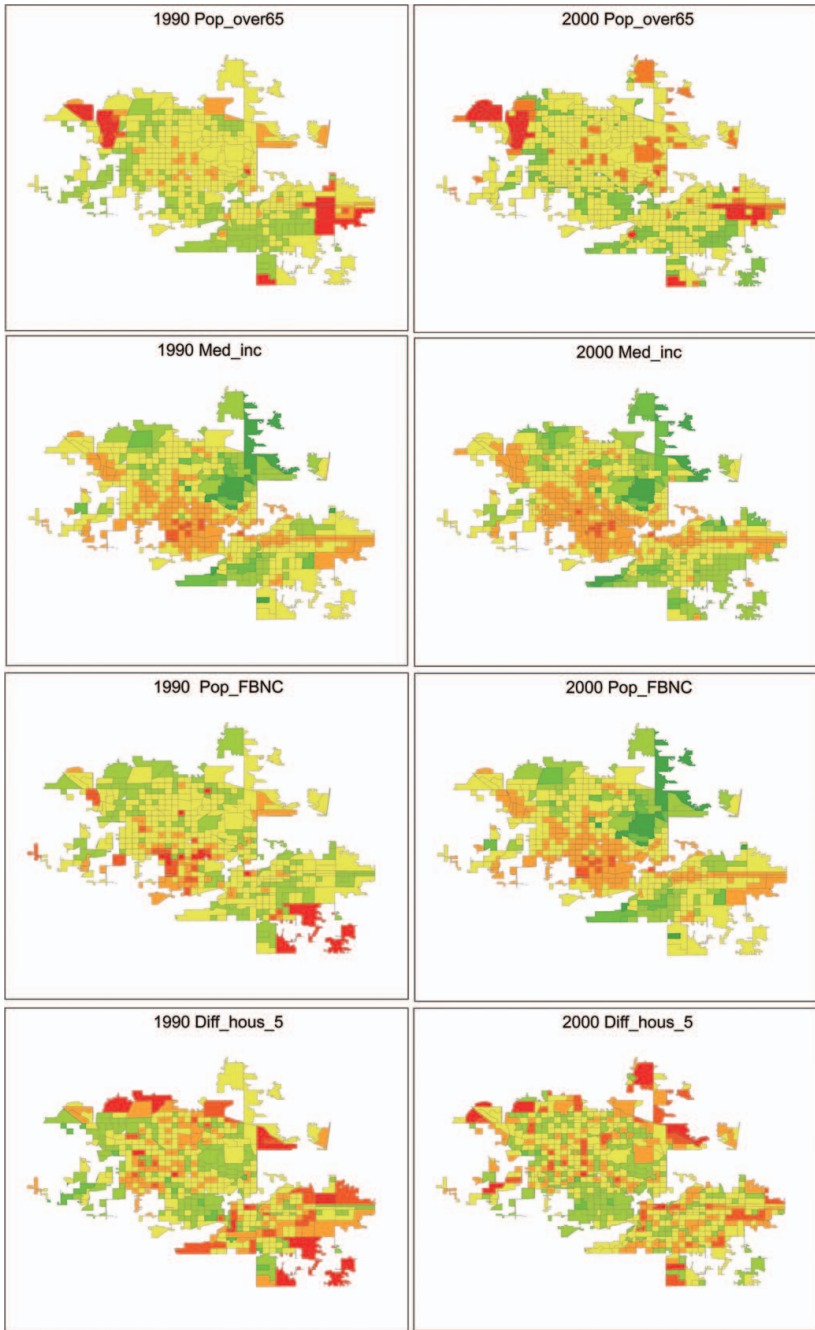 1990 Pop_over65
2000 Pop_over65
1990 Med_inc
2000 Med_inc
1990 Pop_FBNC
2000 Pop_FBNC
1990 Diff_hous_5
2000 Diff_hous_5